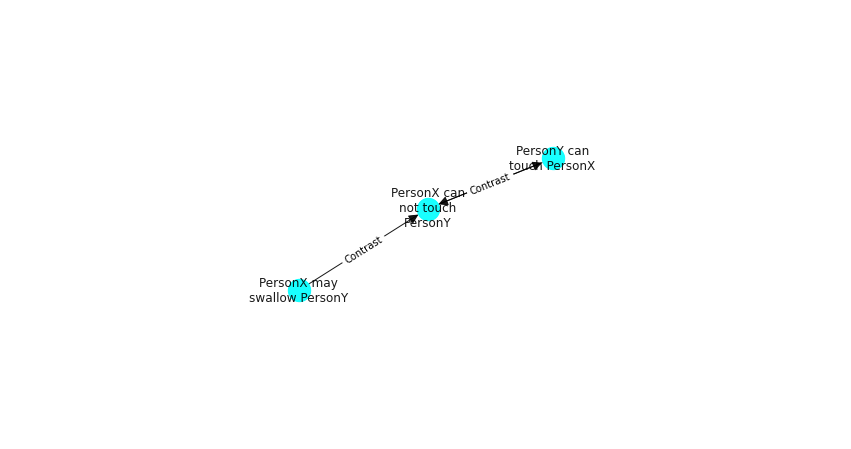 PersonY can
touch PersonX
Contrast
PersonX can
not touch
PersonY
Contrast
PersonX may
swallow PersonY